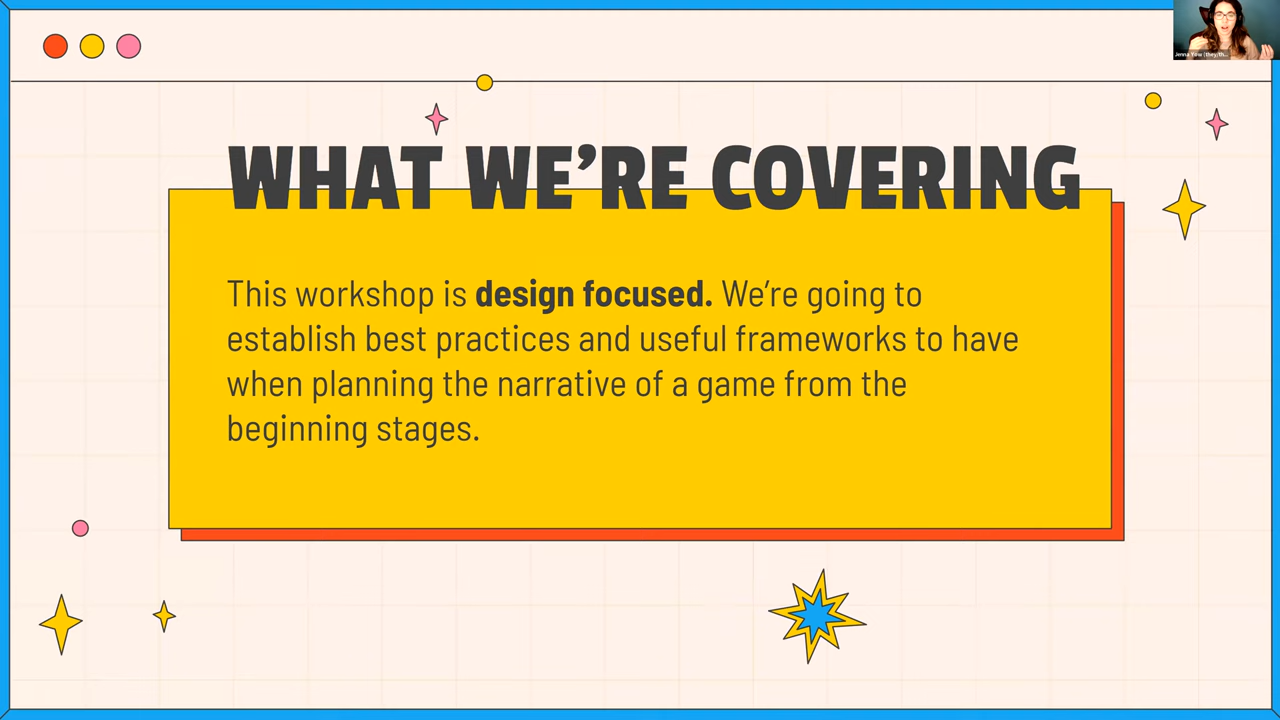 WHAT WE’RE COVERING
This workshop is design focused. We’re going to
establish best practices and useful frameworks to have
when planning the narrative of a game from the
beginning stages.